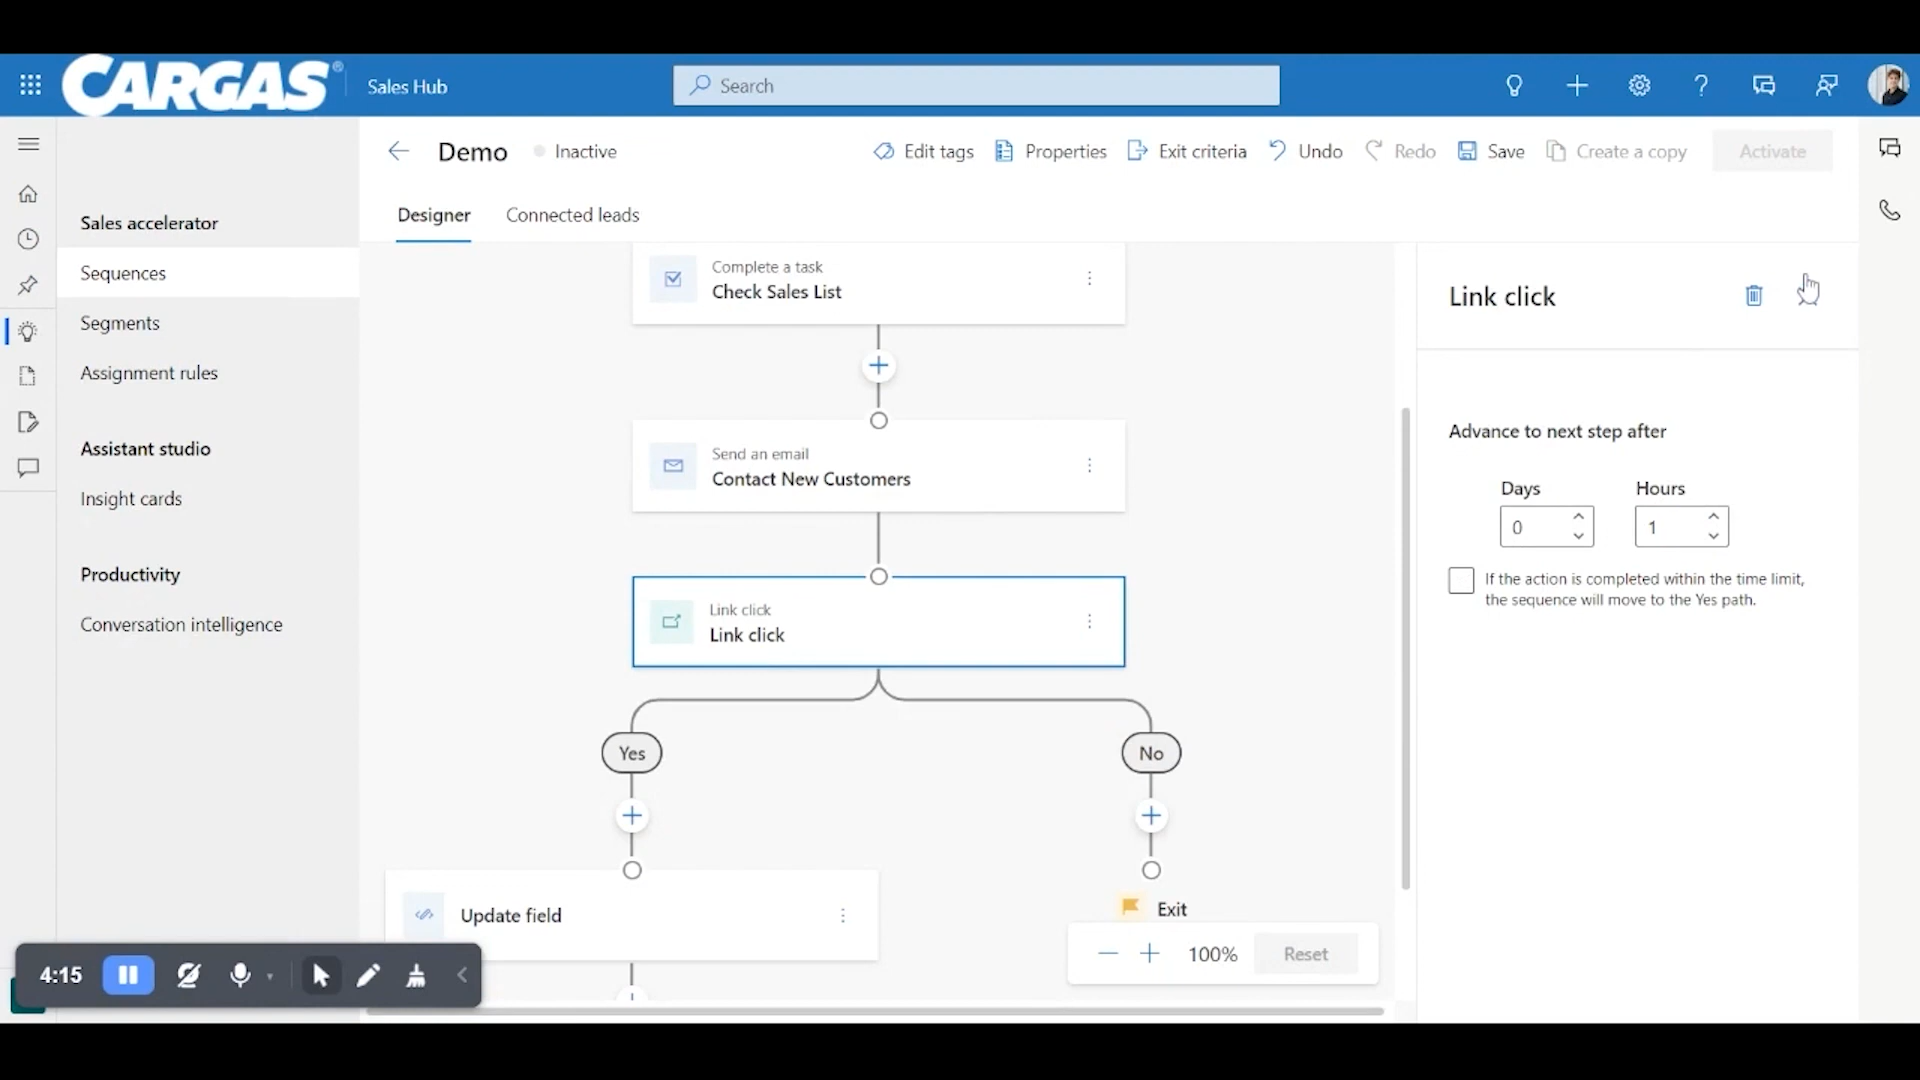 CARGAS®
Sales Hub
Search
Demo
Inactive
Edit tags
Properties
Exit criteria
Undo
Redo
Save
Create a copy
Activate
Designer
Connected leads
Sales accelerator
Sequences
Segments
Assignment rules
Assistant studio
Insight cards
Productivity
Conversation intelligence
Complete a task
Check Sales List
Send an email
Contact New Customers
Link click
Link click
Yes
No
Update field
Exit
100%
Reset
Link click
Advance to next step after
Days
Hours
0
1
If the action is completed within the time limit,
the sequence will move to the Yes path.
4:15